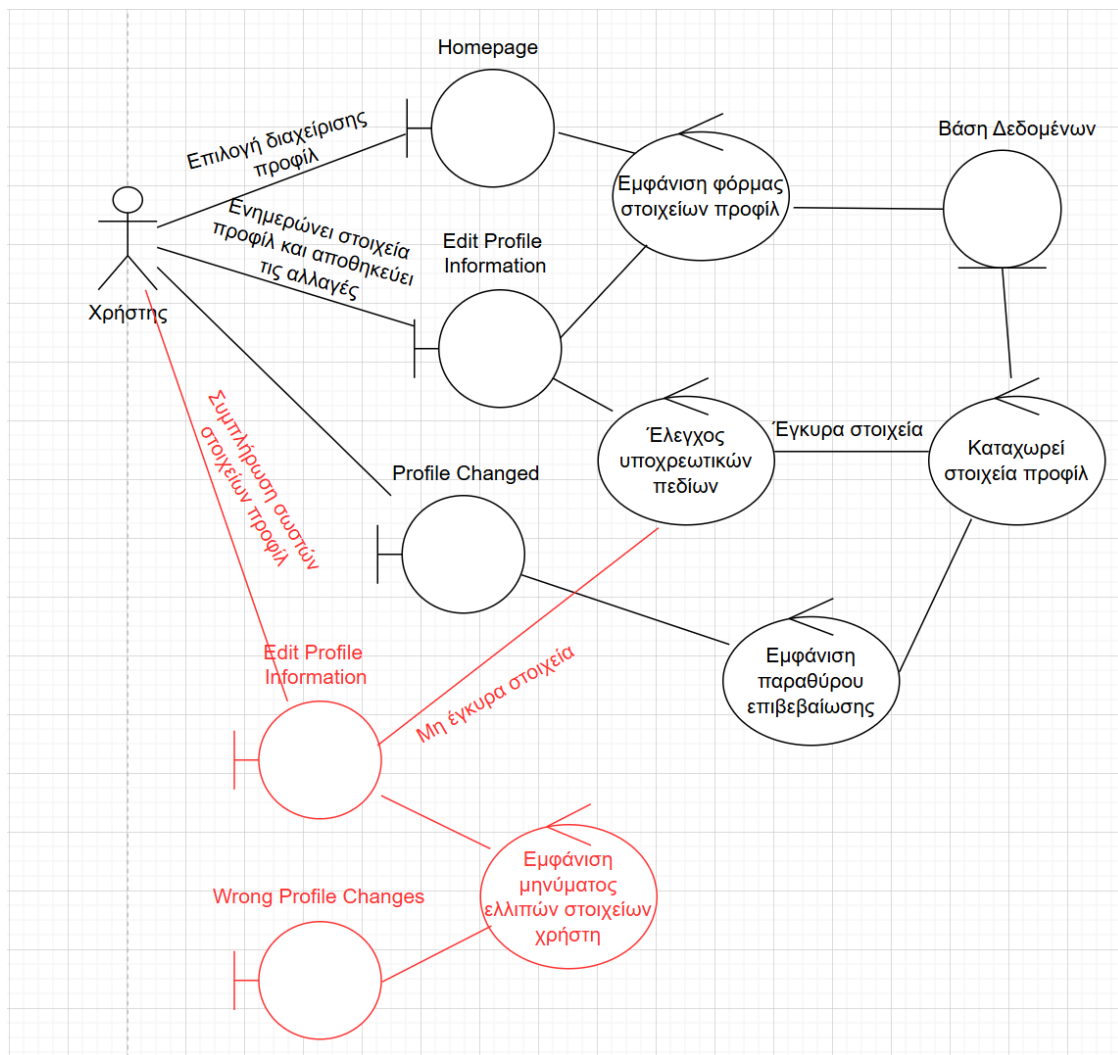 Homepage
Επιλογή διαχείρισης
προφίλ
Βάση Δεδομένων
Εμφάνιση φόρμας
στοιχείων προφίλ
Ενημερώνει στοιχεία
προφίλ και αποθηκεύει
τις αλλαγές
Edit Profile
Information
Χρήστης
Συμπλήρωση σωστών
στοιχείων προφίλ
Profile Changed
Έλεγχος
υποχρεωτικών
πεδίων
Έγκυρα στοιχεία
Καταχωρεί
στοιχεία προφίλ
Edit Profile
Information
Μη έγκυρα στοιχεία
Εμφάνιση
παραθύρου
επιβεβαίωσης
Wrong Profile Changes
Εμφάνιση
μηνύματος
ελλιπών στοιχείων
χρήστη